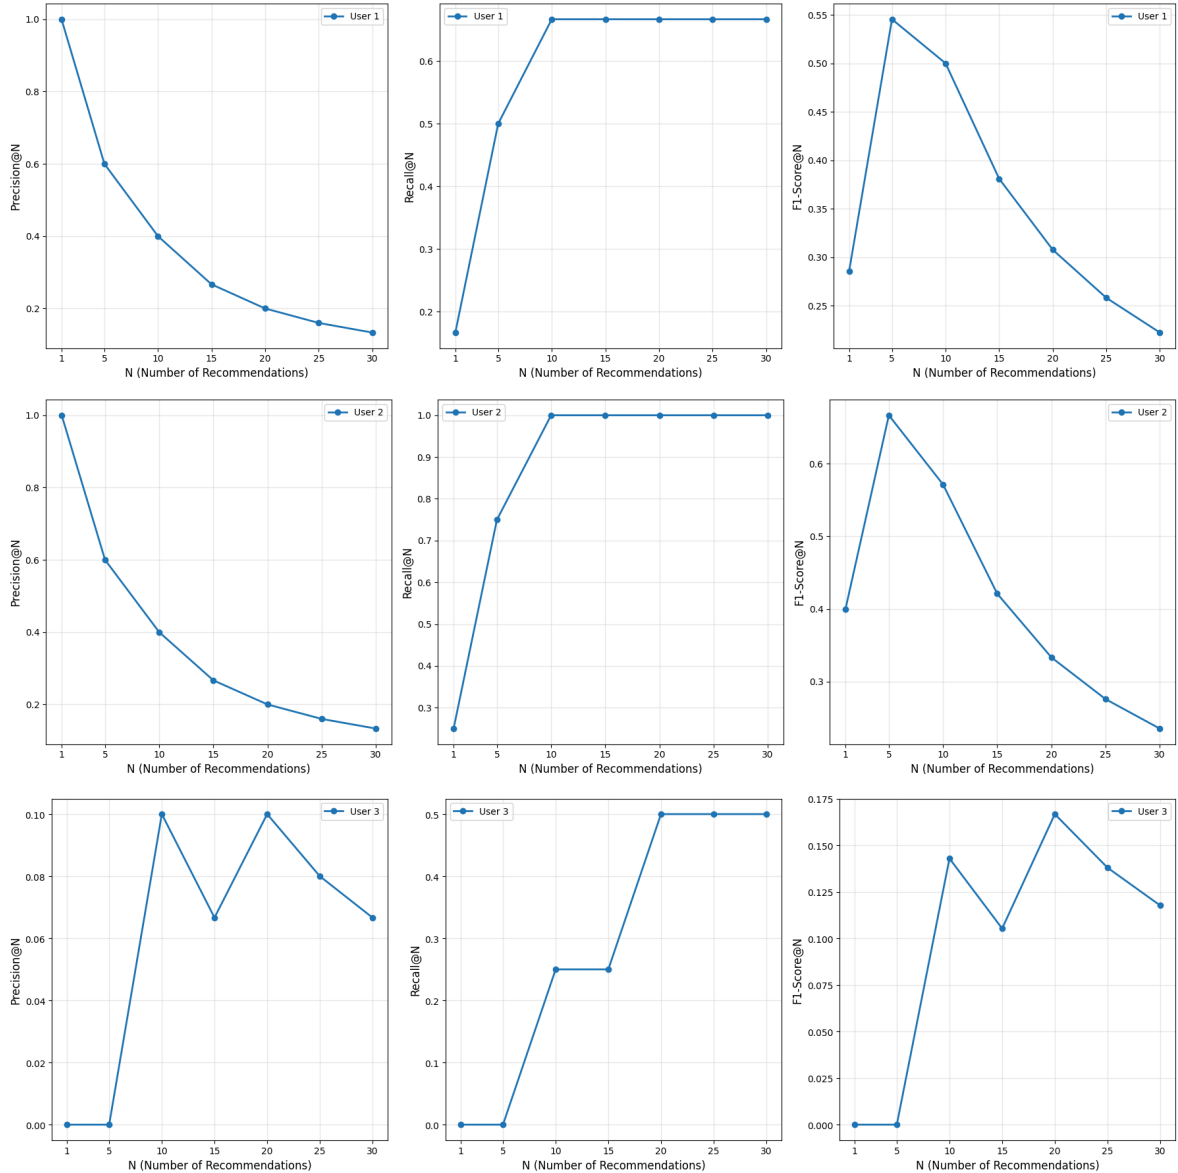 Precision@N
1.0
0.8
0.6
0.4
0.2
1 5 10 15 20 25 30
N (Number of Recommendations)
User 1
Recall@N
0.6
0.5
0.4
0.3
0.2
1 5 10 15 20 25 30
N (Number of Recommendations)
User 1
F1-Score@N
0.55
0.50
0.45
0.40
0.35
0.30
0.25
1 5 10 15 20 25 30
N (Number of Recommendations)
User 1
Precision@N
1.0
0.8
0.6
0.4
0.2
1 5 10 15 20 25 30
N (Number of Recommendations)
User 2
Recall@N
1.0
0.9
0.8
0.7
0.6
0.5
0.4
0.3
1 5 10 15 20 25 30
N (Number of Recommendations)
User 2
F1-Score@N
0.6
0.5
0.4
0.3
1 5 10 15 20 25 30
N (Number of Recommendations)
User 2
Precision@N
0.10
0.08
0.06
0.04
0.02
0.00
1 5 10 15 20 25 30
N (Number of Recommendations)
User 3
Recall@N
0.5
0.4
0.3
0.2
0.1
0.0
1 5 10 15 20 25 30
N (Number of Recommendations)
User 3
F1-Score@N
0.175
0.150
0.125
0.100
0.075
0.050
0.025
0.000
1 5 10 15 20 25 30
N (Number of Recommendations)
User 3